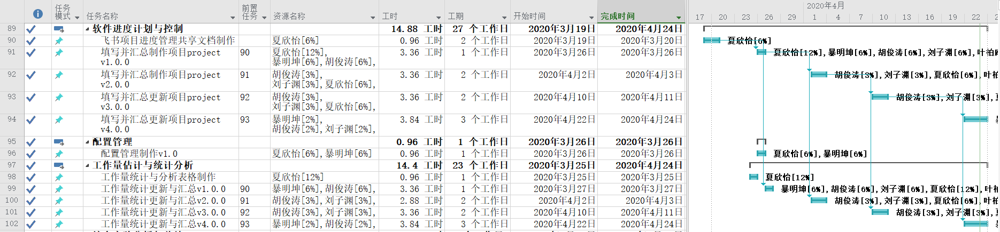 任务模式 任务名称 前置任务 资源名称 工时 工期 开始时间 完成时间 2020年4月
17 20 23 26 29 1 4 7 10 13 16 19 22
89 软件进度计划与控制 14.88 工时 27 个工作日 2020年3月19日 2020年4月24日
90 飞书项目进度管理共享文档制作 夏欣怡[6%] 0.96 工时 2 个工作日 2020年3月19日 2020年3月20日 夏欣怡[6%]
91 填写并汇总制作项目project v1.0.0 90 夏欣怡[12%],暴明坤[6%],胡俊涛[6%], 3.36 工时 1 个工作日 2020年3月26日 2020年3月26日 夏欣怡[12%],暴明坤[6%],胡俊涛[6%],刘子渊[6%],叶柏
92 填写并汇总制作项目project v2.0.0 91 胡俊涛[3%],刘子渊[3%],夏欣怡[6%], 3.36 工时 2 个工作日 2020年4月2日 2020年4月3日 胡俊涛[3%],刘子渊[3%],夏欣怡[6%],叶柏
93 填写并汇总更新项目project v3.0.0 92 胡俊涛[3%],刘子渊[3%],夏欣怡[6%], 3.36 工时 2 个工作日 2020年4月10日 2020年4月11日 胡俊涛[3%],刘子渊[3%],
94 填写并汇总更新项目project v4.0.0 93 暴明坤[2%],胡俊涛[2%],刘子渊[2%], 3.84 工时 3 个工作日 2020年4月22日 2020年4月24日
95 配置管理 0.96 工时 1 个工作日 2020年3月26日 2020年3月26日
96 配置管理制作v1.0 夏欣怡[6%],暴明坤[6%] 0.96 工时 1 个工作日 2020年3月26日 2020年3月26日 夏欣怡[6%],暴明坤[6%]
97 工作量估计与统计分析 14.4 工时 23 个工作日 2020年3月25日 2020年4月24日
98 工作量统计与分析表格制作 夏欣怡[12%] 0.96 工时 1 个工作日 2020年3月25日 2020年3月25日 夏欣怡[12%]
99 工作量统计更新与汇总v1.0.0 90 暴明坤[6%],胡俊涛[6%], 3.36 工时 1 个工作日 2020年3月27日 2020年3月27日 暴明坤[6%],胡俊涛[6%],刘子渊[6%],夏欣怡[12%],叶
100 工作量统计更新与汇总v2.0.0 91 胡俊涛[3%],刘子渊[3%], 2.88 工时 2 个工作日 2020年4月2日 2020年4月3日 胡俊涛[3%],刘子渊[3%],夏欣怡[6%],叶柏
101 工作量统计更新与汇总v3.0.0 92 胡俊涛[3%],刘子渊[3%], 3.36 工时 2 个工作日 2020年4月10日 2020年4月11日 胡俊涛[3%],刘子渊[3%],
102 工作量统计更新与汇总v4.0.0 93 暴明坤[2%],胡俊涛[2%], 3.84 工时 3 个工作日 2020年4月22日 2020年4月24日